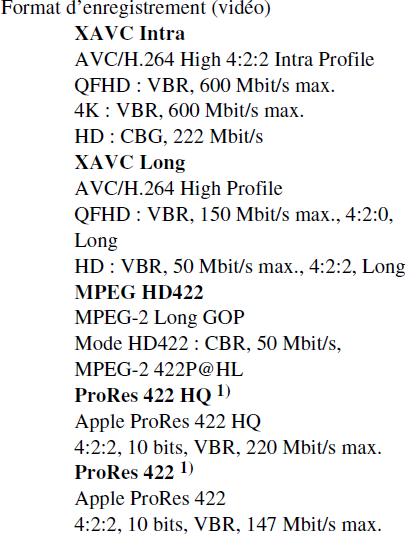 Format d'enregistrement (vidéo)
XAVC Intra
AVC/H.264 High 4:2:2 Intra Profile
QFHD : VBR, 600 Mbit/s max.
4K : VBR, 600 Mbit/s max.
HD : CBG, 222 Mbit/s
XAVC Long
AVC/H.264 High Profile
QFHD : VBR, 150 Mbit/s max., 4:2:0,
Long
HD : VBR, 50 Mbit/s max., 4:2:2, Long
MPEG HD422
MPEG-2 Long GOP
Mode HD422 : CBR, 50 Mbit/s,
MPEG-2 422P@HL
ProRes 422 HQ 1)
Apple ProRes 422 HQ
4:2:2, 10 bits, VBR, 220 Mbit/s max.
ProRes 422 1)
Apple ProRes 422
4:2:2, 10 bits, VBR, 147 Mbit/s max.